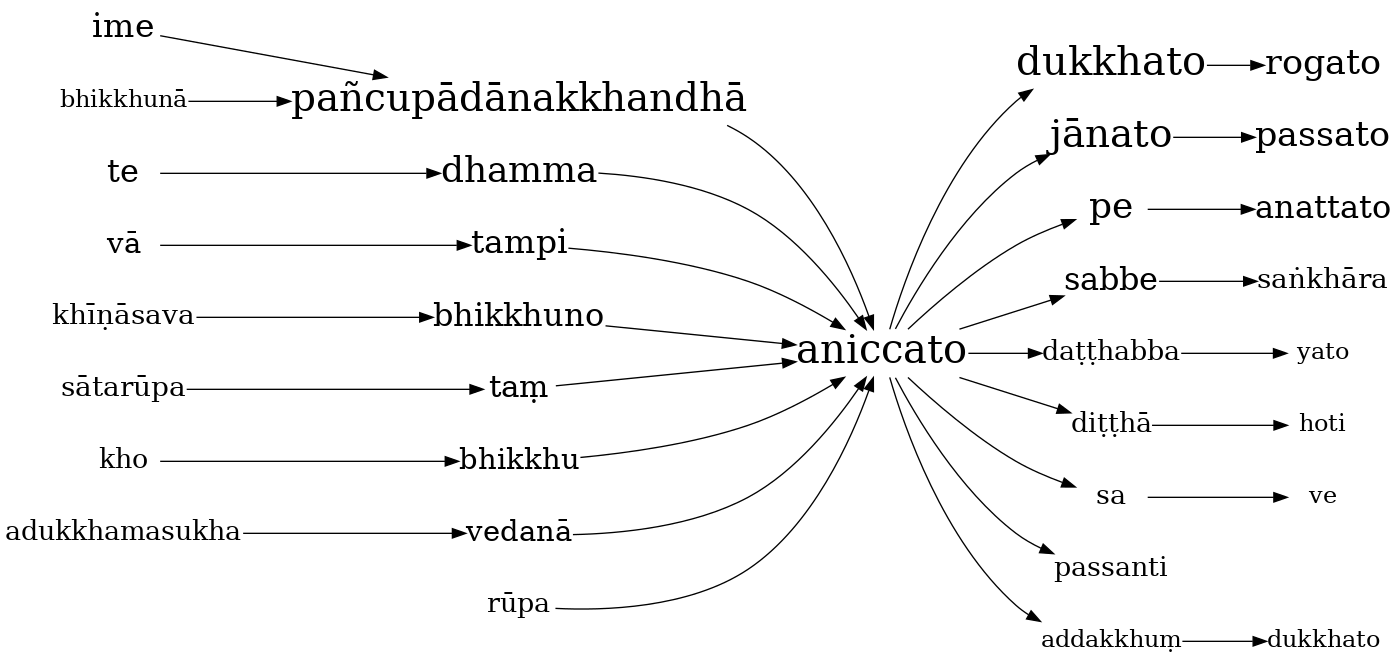 ime
bhikkhunā
pañcupādānakkhandhā
te
dhamma
vā
tampi
khīṇāsava
bhikkhuno
sātarūpa
taṃ
kho
bhikkhu
adukkhamasukha
vedanā
rūpa
aniccato
dukkhato
rogato
jānato
passato
pe
anattato
sabbe
saṅkhāra
daṭṭhabba
yato
diṭṭhā
hoti
sa
ve
passanti
addakkhuṃ
dukkhato